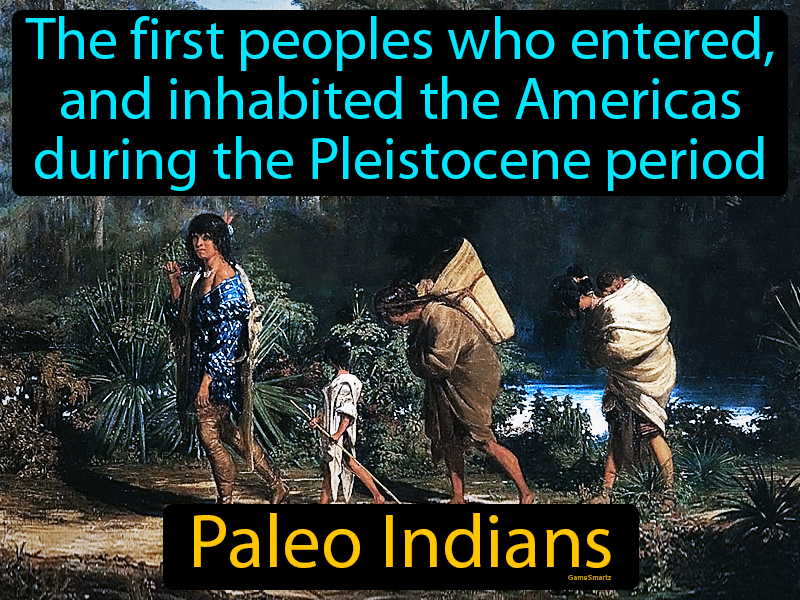 The first peoples who entered,
and inhabited the Americas
during the Pleistocene period
Paleo Indians
GameSmartz